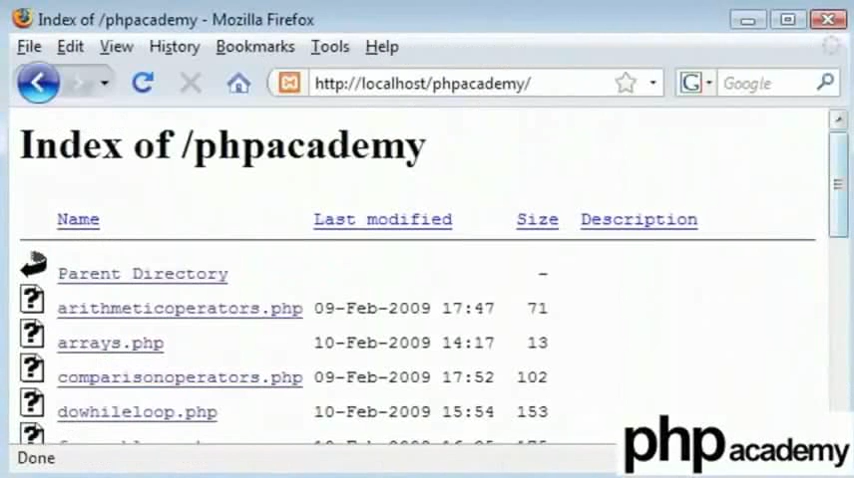 Index of /phpacademy - Mozilla Firefox
File Edit View History Bookmarks Tools Help
http://localhost/phpacademy/ G Google
Index of /phpacademy
Name Last modified Size Description
Parent Directory -
arithmeticoperators.php 09-Feb-2009 17:47 71
arrays.php 10-Feb-2009 14:17 13
comparisonoperators.php 09-Feb-2009 17:52 102
dowhileloop.php 10-Feb-2009 15:54 153
Done
php academy